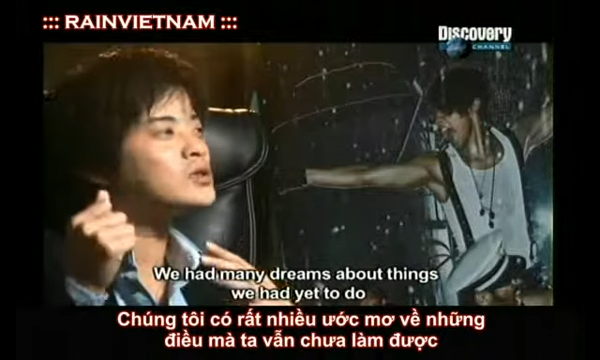 ::: RAINVIETNAM :::
Discovery
CHANNEL
We had many dreams about things
we had yet to do
Chúng tôi có rất nhiều ước mơ về những
điều mà ta vẫn chưa làm được